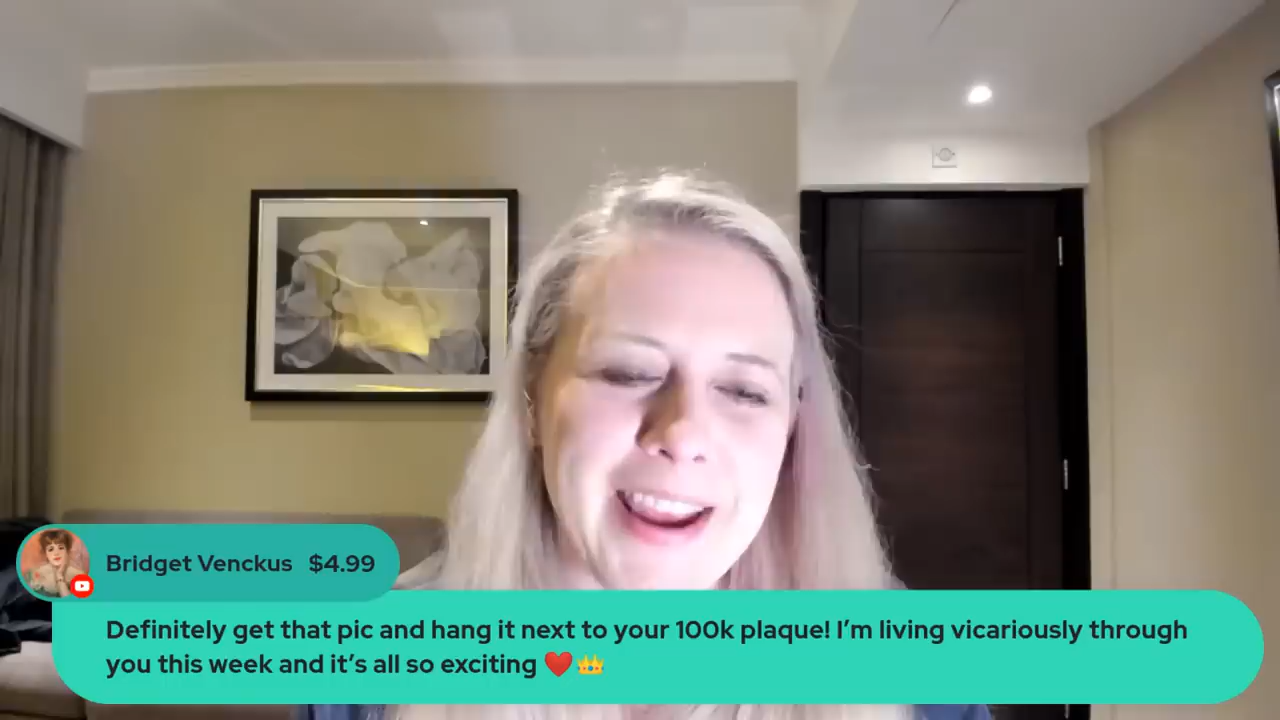 Bridget Venckus $4.99
Definitely get that pic and hang it next to your 100k plaque! I’m living vicariously through
you this week and it’s all so exciting ❤️👑